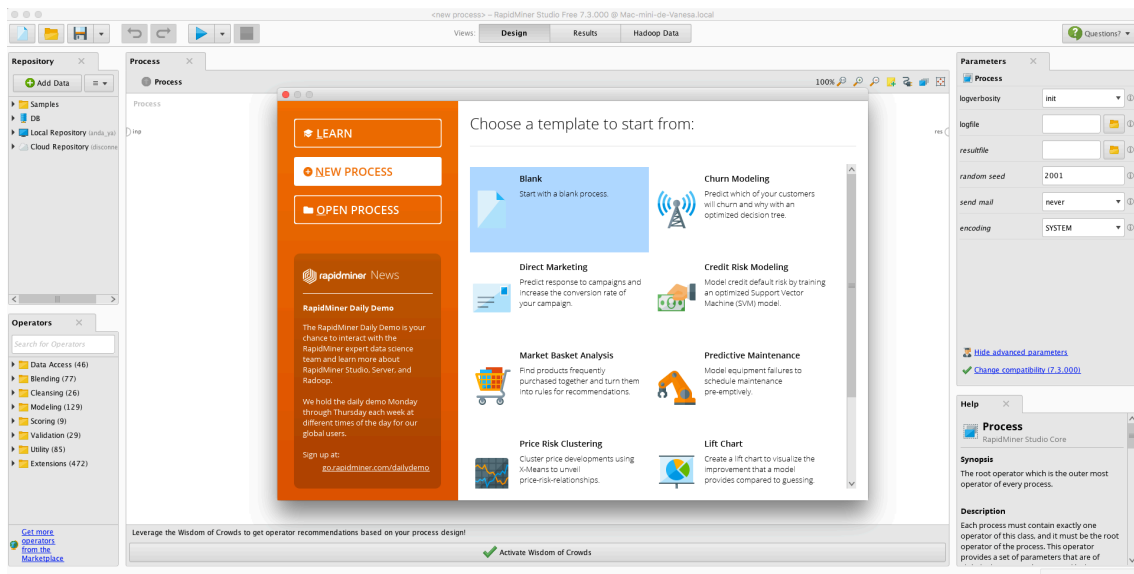 <new process> – RapidMiner Studio Free 7.3.000 @ Mac-mini-de-Vanesa.local
Views: Design Results Hadoop Data
Questions?
Repository
Add Data
Samples
DB
Local Repository (anda_ya)
Cloud Repository (disconne
Operators
Search for Operators
Data Access (46)
Blending (77)
Cleansing (26)
Modeling (129)
Scoring (9)
Validation (29)
Utility (85)
Extensions (472)
Get more
operators
from the
Marketplace
Process
Process
100%
Process
inp
res
LEARN
NEW PROCESS
OPEN PROCESS
rapidminer News
RapidMiner Daily Demo
The RapidMiner Daily Demo is your
chance to interact with the
RapidMiner expert data science
team and learn more about
RapidMiner Studio, Server, and
Radoop.
We hold the daily demo Monday
through Thursday each week at
different times of the day for our
global users.
Sign up at:
go.rapidminer.com/dailydemo
Choose a template to start from:
Blank
Start with a blank process.
Churn Modeling
Predict which of your customers
will churn and why with an
optimized decision tree.
Direct Marketing
Predict response to campaigns and
increase the conversion rate of
your campaign.
Credit Risk Modeling
Model credit default risk by training
an optimized Support Vector
Machine (SVM) model.
Market Basket Analysis
Find products frequently
purchased together and turn them
into rules for recommendations.
Predictive Maintenance
Model equipment failures to
schedule maintenance
pre-emptively.
Price Risk Clustering
Cluster price developments using
X-Means to unveil
price-risk-relationships.
Lift Chart
Create a lift chart to visualize the
improvement that a model
provides compared to guessing.
Leverage the Wisdom of Crowds to get operator recommendations based on your process design!
Activate Wisdom of Crowds
Parameters
Process
logverbosity init
logfile
resultfile
random seed 2001
send mail never
encoding SYSTEM
Hide advanced parameters
Change compatibility (7.3.000)
Help
Process
RapidMiner Studio Core
Synopsis
The root operator which is the outer most
operator of every process.
Description
Each process must contain exactly one
operator of this class, and it must be the root
operator of the process. This operator
provides a set of parameters that are of